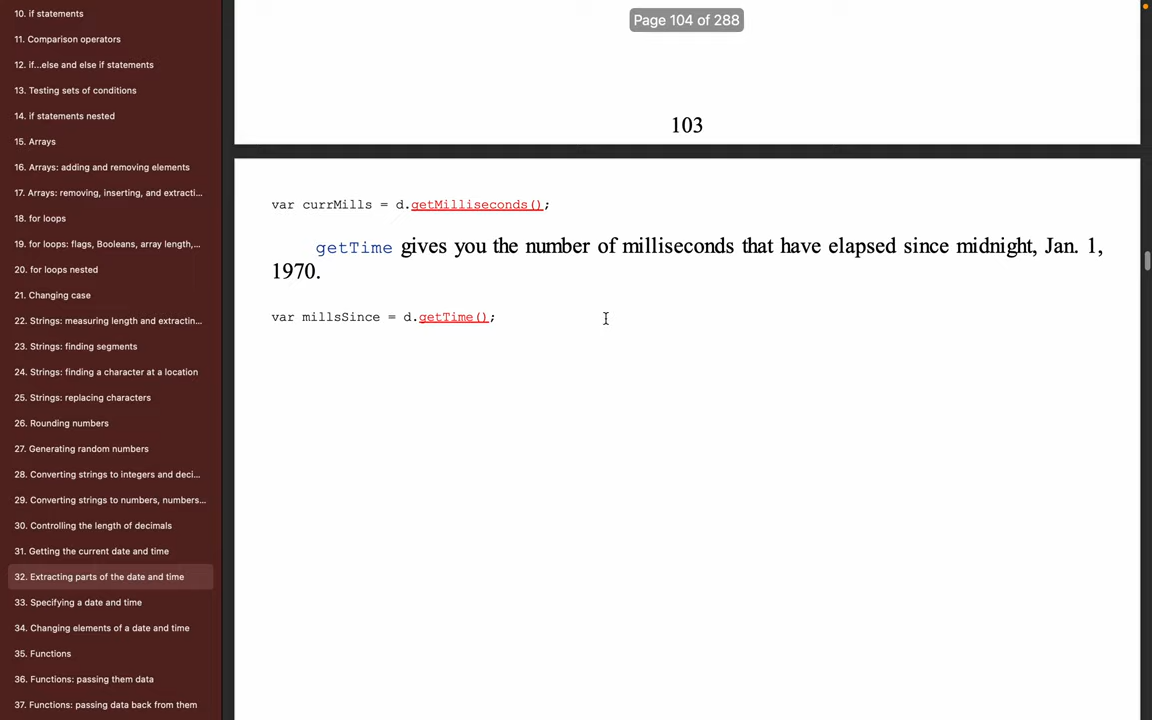 10. if statements
11. Comparison operators
12. if...else and else if statements
13. Testing sets of conditions
14. if statements nested
15. Arrays
16. Arrays: adding and removing elements
17. Arrays: removing, inserting, and extracti...
18. for loops
19. for loops: flags, Booleans, array length,...
20. for loops nested
21. Changing case
22. Strings: measuring length and extractin...
23. Strings: finding segments
24. Strings: finding a character at a location
25. Strings: replacing characters
26. Rounding numbers
27. Generating random numbers
28. Converting strings to integers and deci...
29. Converting strings to numbers, numbers...
30. Controlling the length of decimals
31. Getting the current date and time
32. Extracting parts of the date and time
33. Specifying a date and time
34. Changing elements of a date and time
35. Functions
36. Functions: passing them data
37. Functions: passing data back from them
Page 104 of 288
103
var currMills = d.getMilliseconds();
getTime gives you the number of milliseconds that have elapsed since midnight, Jan. 1,
1970.
var millsSince = d.getTime();